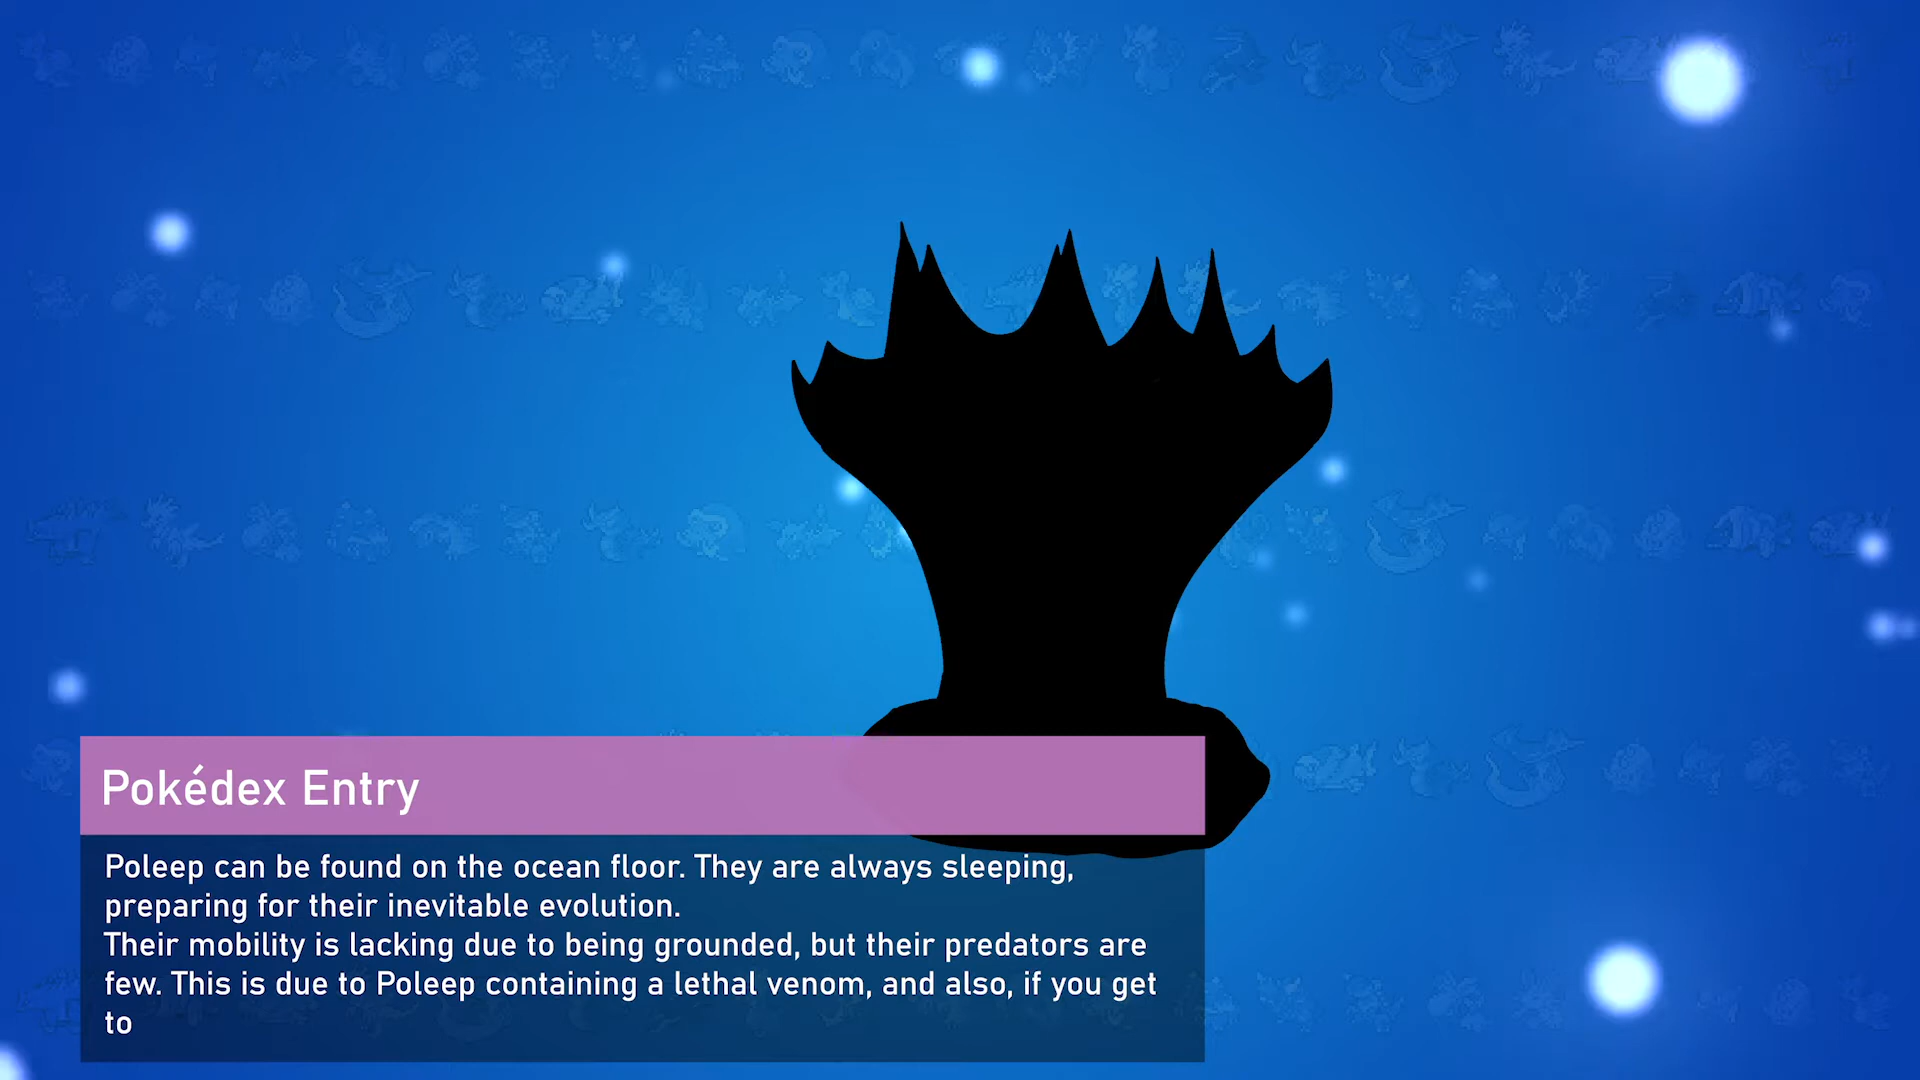 Pokédex Entry
Poleep can be found on the ocean floor. They are always sleeping,
preparing for their inevitable evolution.
Their mobility is lacking due to being grounded, but their predators are
few. This is due to Poleep containing a lethal venom, and also, if you get
to